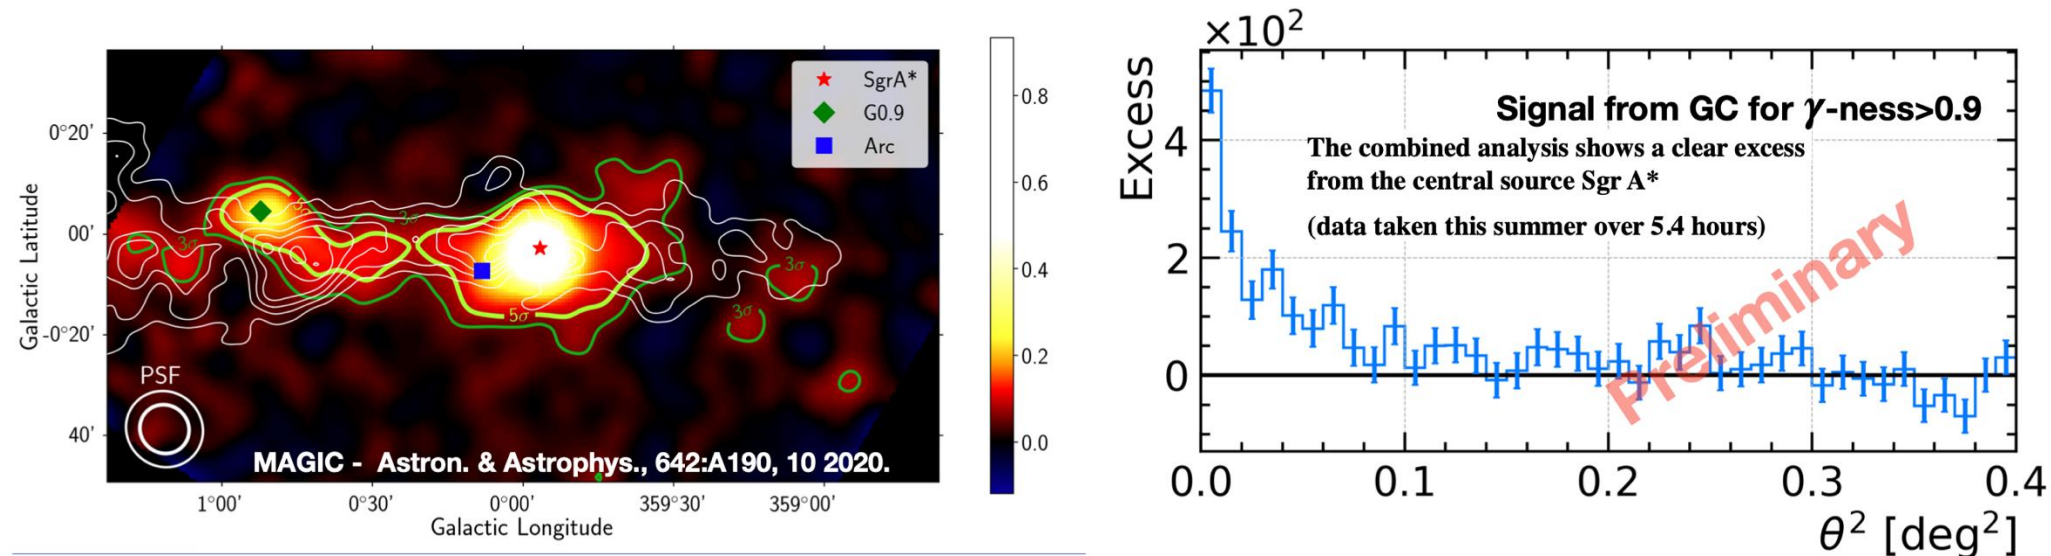 SgrA*
G0.9
Arc
0°20'
00'
-0°20'
40'
Galactic Latitude
3σ
3σ
5σ
3σ
3σ
PSF
MAGIC - Astron. & Astrophys., 642:A190, 10 2020.
1°00'
0°30'
0°00'
359°30'
359°00'
Galactic Longitude
0.8
0.6
0.4
0.2
0.0
×10²
Excess
4
2
0
Signal from GC for γ-ness>0.9
The combined analysis shows a clear excess
from the central source Sgr A*
(data taken this summer over 5.4 hours)
Preliminary
0.0
0.1
0.2
0.3
0.4
θ² [deg²]